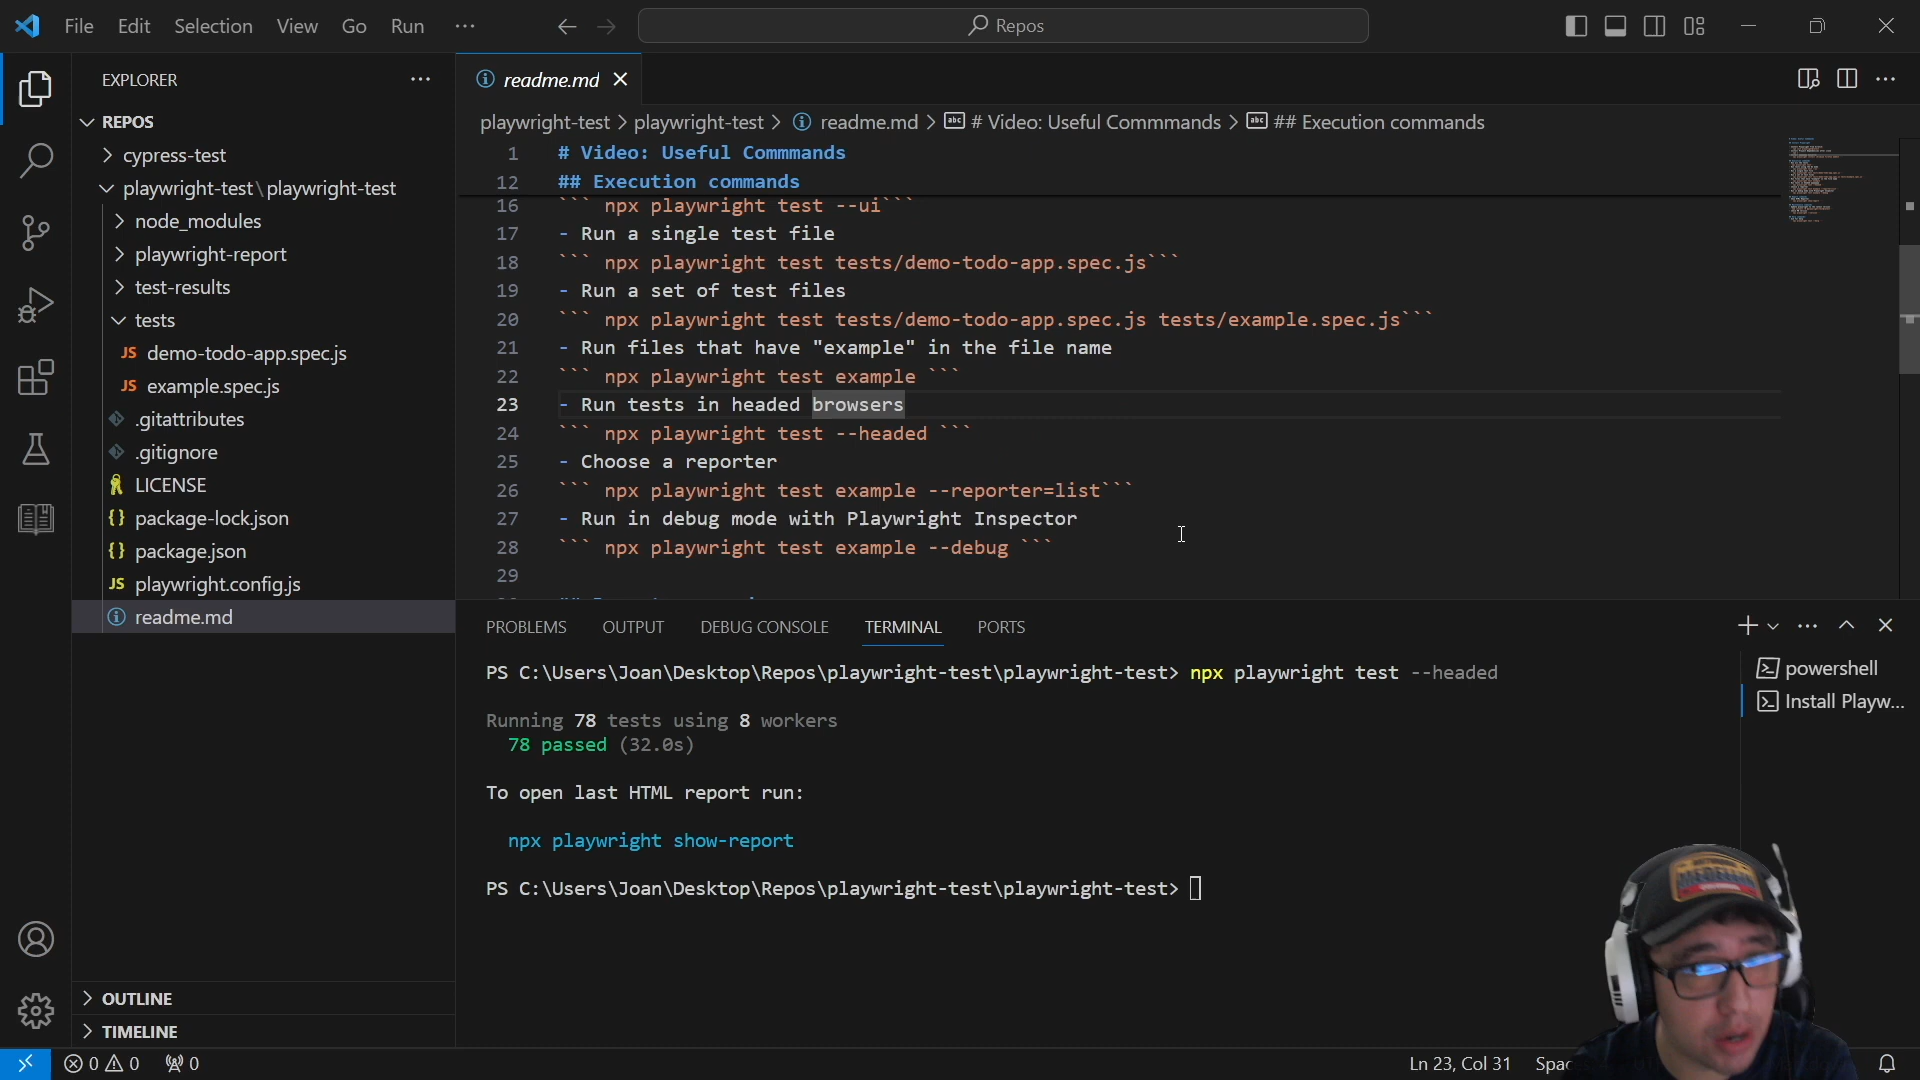 File Edit Selection View Go Run
Repos
EXPLORER
REPOS
cypress-test
playwright-test\playwright-test
node_modules
playwright-report
test-results
tests
JS demo-todo-app.spec.js
JS example.spec.js
.gitattributes
.gitignore
LICENSE
{} package-lock.json
{} package.json
JS playwright.config.js
readme.md
OUTLINE
TIMELINE
readme.md
playwright-test > playwright-test > readme.md > abc # Video: Useful Commmands > abc ## Execution commands
1 # Video: Useful Commmands
12 ## Execution commands
16 ``` npx playwright test --ui```
17 - Run a single test file
18 ``` npx playwright test tests/demo-todo-app.spec.js```
19 - Run a set of test files
20 ``` npx playwright test tests/demo-todo-app.spec.js tests/example.spec.js```
21 - Run files that have "example" in the file name
22 ``` npx playwright test example ```
23 - Run tests in headed browsers
24 ``` npx playwright test --headed ```
25 - Choose a reporter
26 ``` npx playwright test example --reporter=list```
27 - Run in debug mode with Playwright Inspector
28 ``` npx playwright test example --debug ```
29
PROBLEMS OUTPUT DEBUG CONSOLE TERMINAL PORTS
PS C:\Users\Joan\Desktop\Repos\playwright-test\playwright-test> npx playwright test --headed
Running 78 tests using 8 workers
78 passed (32.0s)
To open last HTML report run:
npx playwright show-report
PS C:\Users\Joan\Desktop\Repos\playwright-test\playwright-test>
powershell
Install Playw...
0 0 0
Ln 23, Col 31 Spac